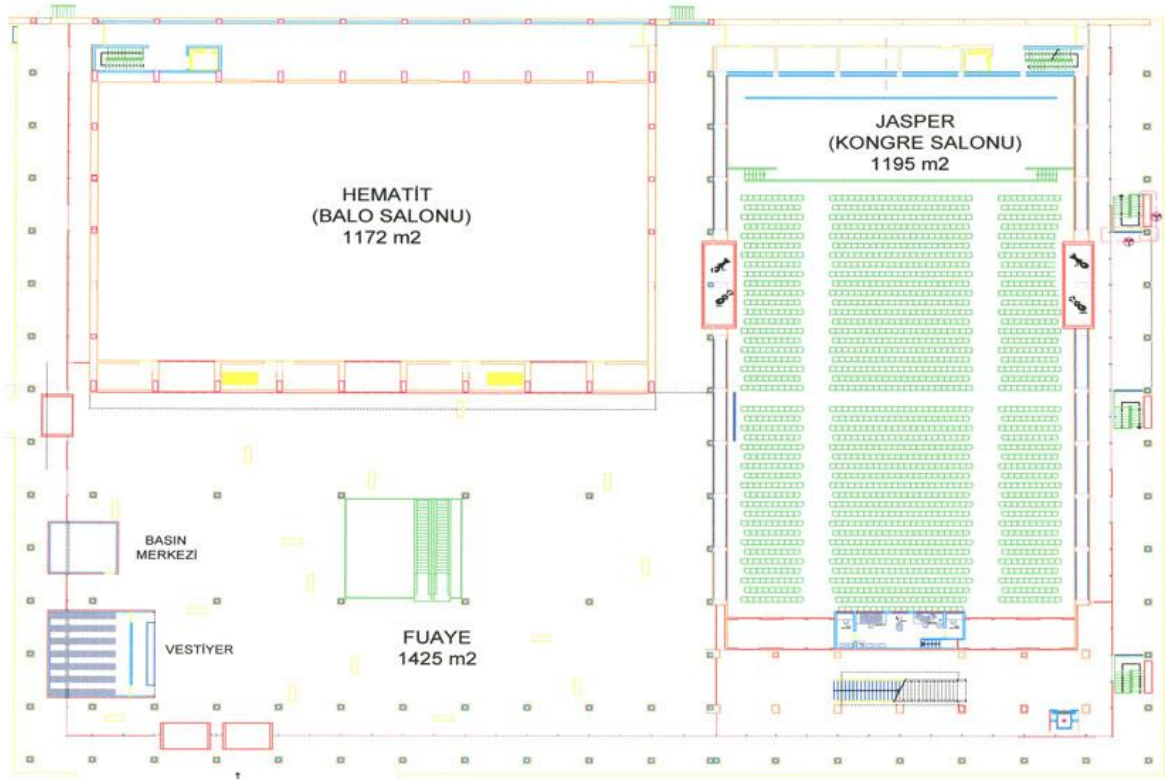 JASPER
(KONGRE SALONU)
1195 m2
HEMATİT
(BALO SALONU)
1172 m2
BASIN
MERKEZİ
VESTİYER
FUAYE
1425 m2